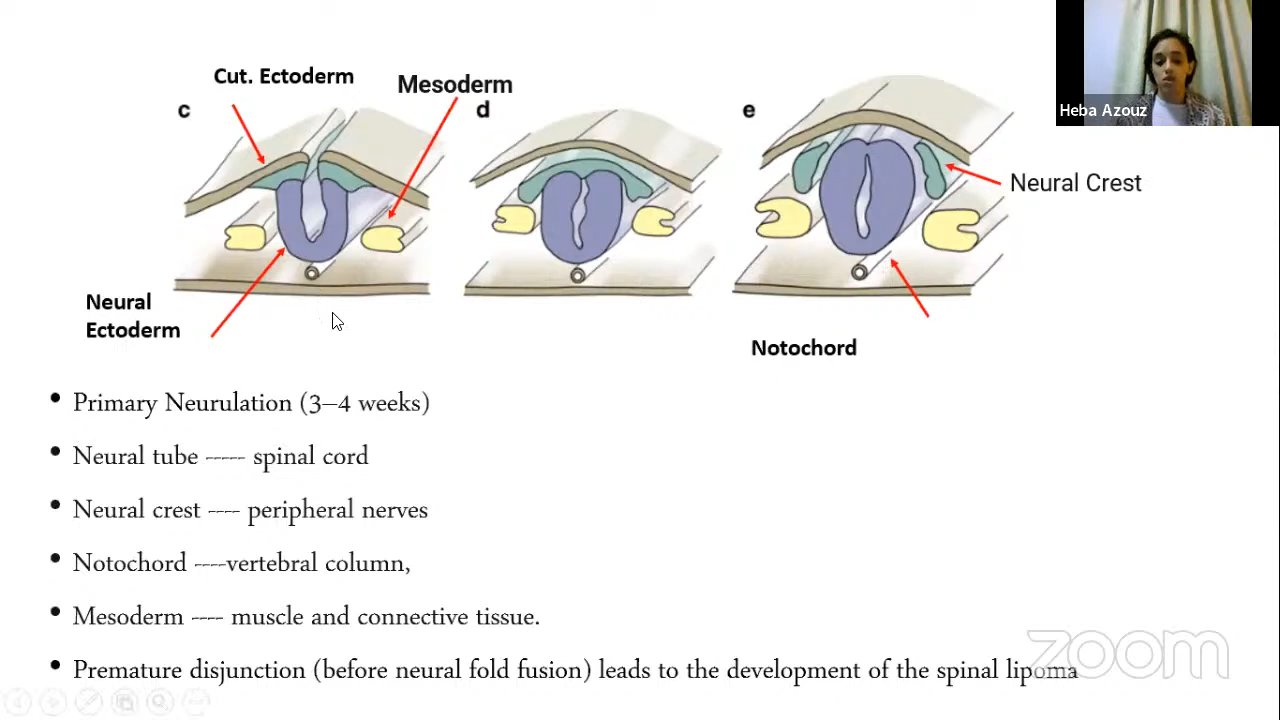 Cut. Ectoderm
Mesoderm
c
d
e
Heba Azouz
Neural Crest
Neural
Ectoderm
Notochord
• Primary Neurulation (3–4 weeks)
• Neural tube ----- spinal cord
• Neural crest ---- peripheral nerves
• Notochord ----vertebral column,
• Mesoderm ---- muscle and connective tissue.
• Premature disjunction (before neural fold fusion) leads to the development of the spinal lipoma
zoom